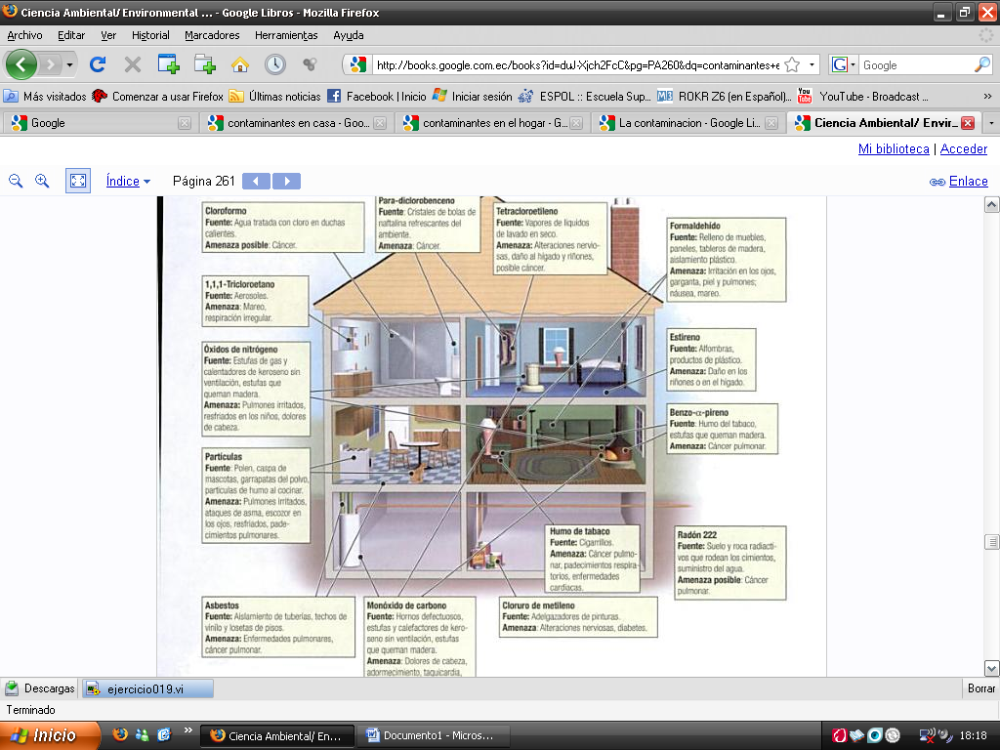 Ciencia Ambiental/ Environmental ... - Google Libros - Mozilla Firefox
Archivo Editar Ver Historial Marcadores Herramientas Ayuda
http://books.google.com.ec/books?id=duJ-Xjch2FcC&pg=PA260&dq=contaminantes+e
Google
Más visitados Comenzar a usar Firefox Últimas noticias Facebook | Inicio Iniciar sesión ESPOL :: Escuela Sup... ROKR Z6 (en Español)... YouTube - Broadcast ... »
Google contaminantes en casa - Goo... contaminantes en el hogar - G... La contaminacion - Google Li... Ciencia Ambiental/ Envir...
Mi biblioteca | Acceder
Índice Página 261 Enlace
Cloroformo
Fuente: Agua tratada con cloro en duchas
calientes.
Amenaza posible: Cáncer.
Para-diclorobenceno
Fuente: Cristales de bolas de
naftalina refrescantes del
ambiente.
Amenaza: Cáncer.
Tetracloroetileno
Fuente: Vapores de líquidos
de lavado en seco.
Amenaza: Alteraciones nervio-
sas, daño al hígado y riñones,
posible cáncer.
Formaldehído
Fuente: Relleno de muebles,
paneles, tableros de madera,
aislamiento plástico.
Amenaza: Irritación en los ojos,
garganta, piel y pulmones;
náusea, mareo.
1,1,1-Tricloroetano
Fuente: Aerosoles.
Amenaza: Mareo,
respiración irregular.
Óxidos de nitrógeno
Fuente: Estufas de gas y
calentadores de keroseno sin
ventilación, estufas que
queman madera.
Amenaza: Pulmones irritados,
resfriados en los niños, dolores
de cabeza.
Estireno
Fuente: Alfombras,
productos de plástico.
Amenaza: Daño en los
riñones o en el hígado.
Benzo-α-pireno
Fuente: Humo del tabaco,
estufas que queman madera.
Amenaza: Cáncer pulmonar.
Partículas
Fuente: Polen, caspa de
mascotas, garrapatas del polvo,
partículas de humo al cocinar.
Amenaza: Pulmones irritados,
ataques de asma, escozor en
los ojos, resfriados, pade-
cimientos pulmonares.
Humo de tabaco
Fuente: Cigarrillos.
Amenaza: Cáncer pulmo-
nar, padecimientos respira-
torios, enfermedades
cardiacas.
Radón 222
Fuente: Suelo y roca radiacti-
vos que rodean los cimientos,
suministro del agua.
Amenaza posible: Cáncer
pulmonar.
Asbestos
Fuente: Aislamiento de tuberías, techos de
vinilo y losetas de pisos.
Amenaza: Enfermedades pulmonares,
cáncer pulmonar.
Monóxido de carbono
Fuente: Hornos defectuosos,
estufas y calefactores de kero-
seno sin ventilación, estufas
que queman madera.
Amenaza: Dolores de cabeza,
adormecimiento, taquicardia,
Cloruro de metileno
Fuente: Adelgazadores de pinturas.
Amenaza: Alteraciones nerviosas, diabetes.
Descargas ejercicio019.vi Borrar
Terminado
Inicio » Ciencia Ambiental/ En... Documento1 - Micros... 18:18